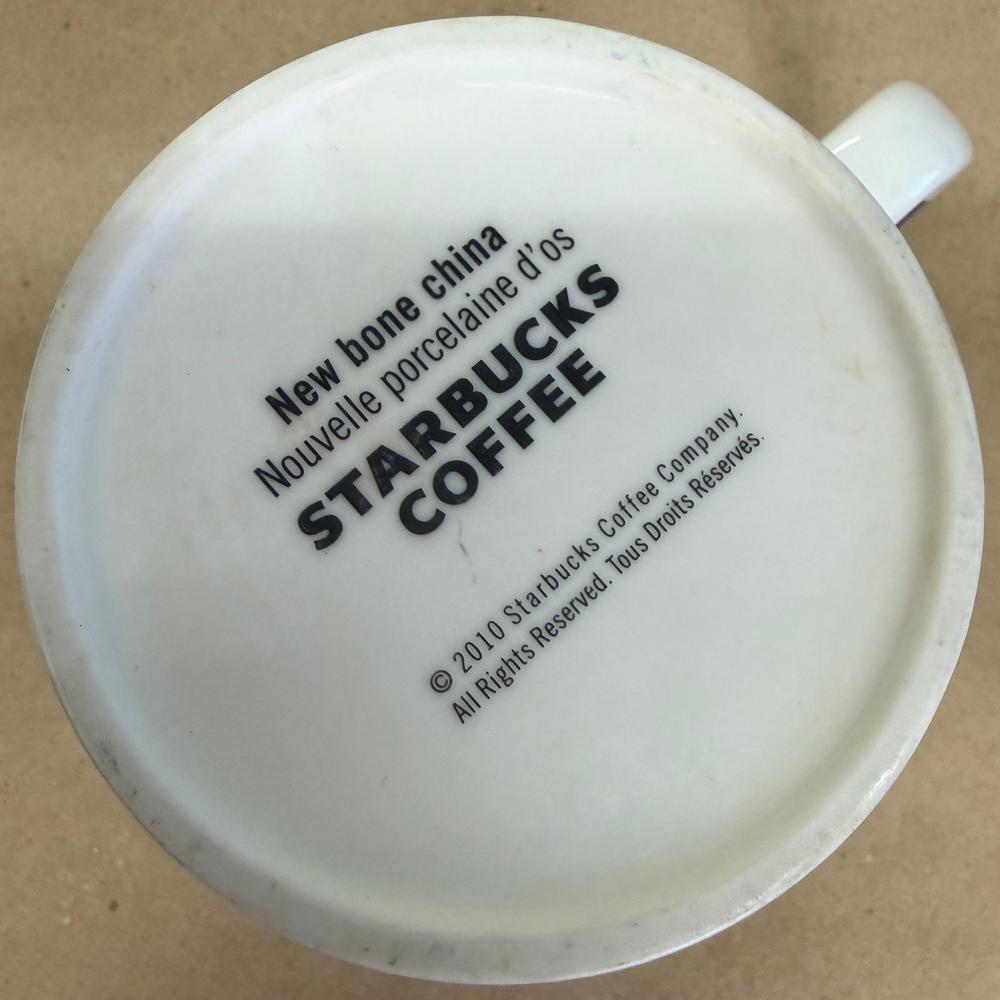 New bone china
Nouvelle porcelaine d'os
STARBUCKS
COFFEE
© 2010 Starbucks Coffee Company.
All Rights Reserved. Tous Droits Réservés.